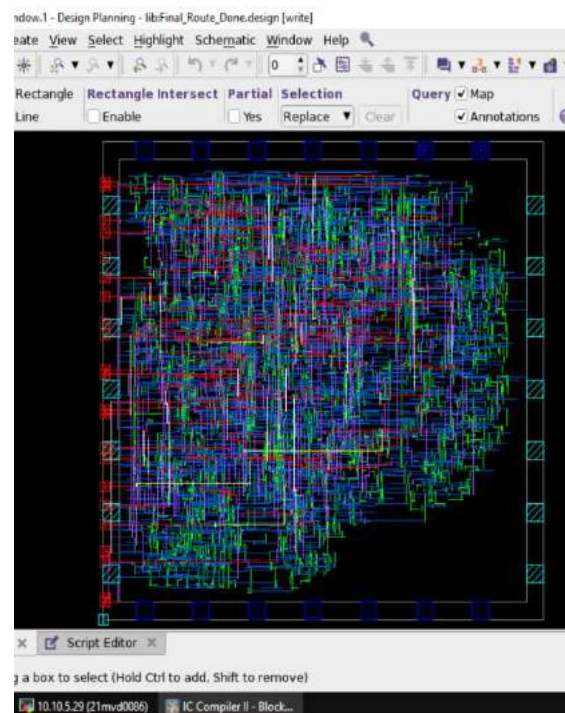 ndow.1 - Design Planning - lib:Final_Route_Done.design [write]
eate View Select Highlight Schematic Window Help
0
Rectangle Rectangle Intersect Partial Selection Query Map
Line Enable Yes Replace Clear Annotations
Script Editor
g a box to select (Hold Ctrl to add, Shift to remove)
10.10.5.29 (21mvd0086) IC Compiler II - Block...